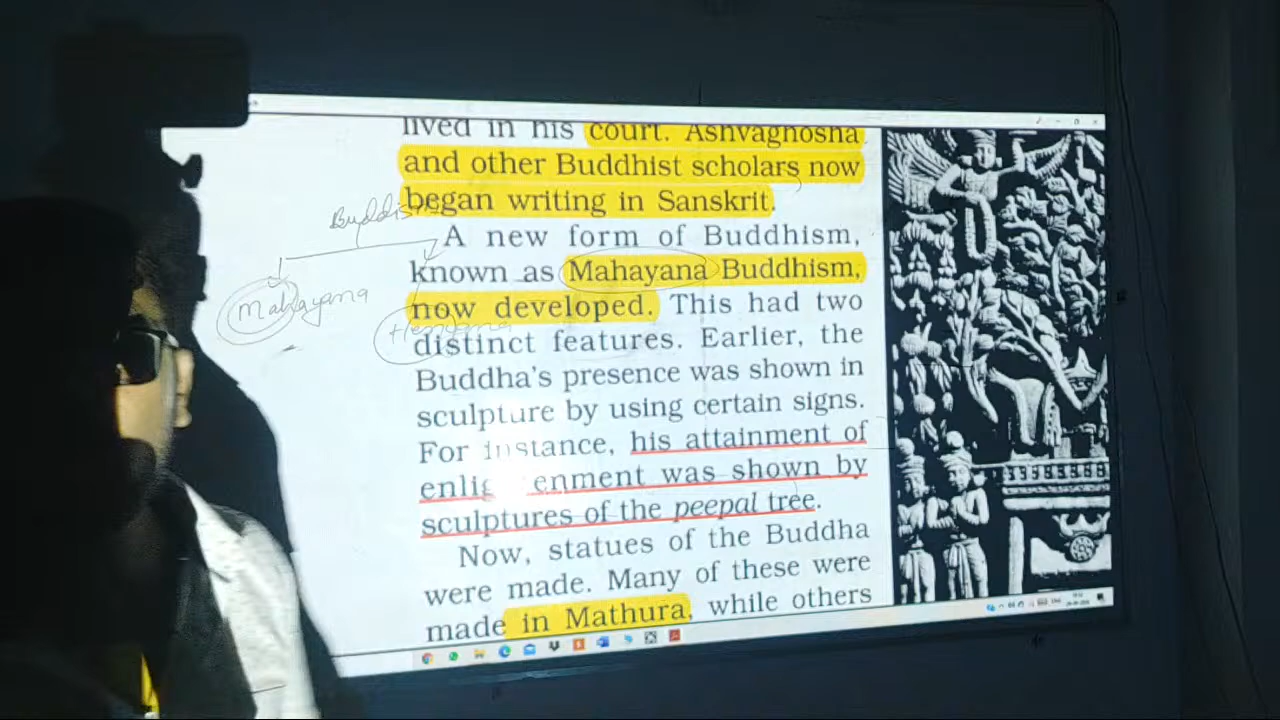 lived in his court. Ashvaghosha
and other Buddhist scholars now
began writing in Sanskrit.
Buddis
A new form of Buddhism,
known as Mahayana Buddhism,
Mahayana
now developed. This had two
distinct features. Earlier, the
Buddha's presence was shown in
sculpture by using certain signs.
For instance, his attainment of
enlig enment was shown by
sculptures of the peepal tree.
Now, statues of the Buddha
were made. Many of these were
made in Mathura, while others